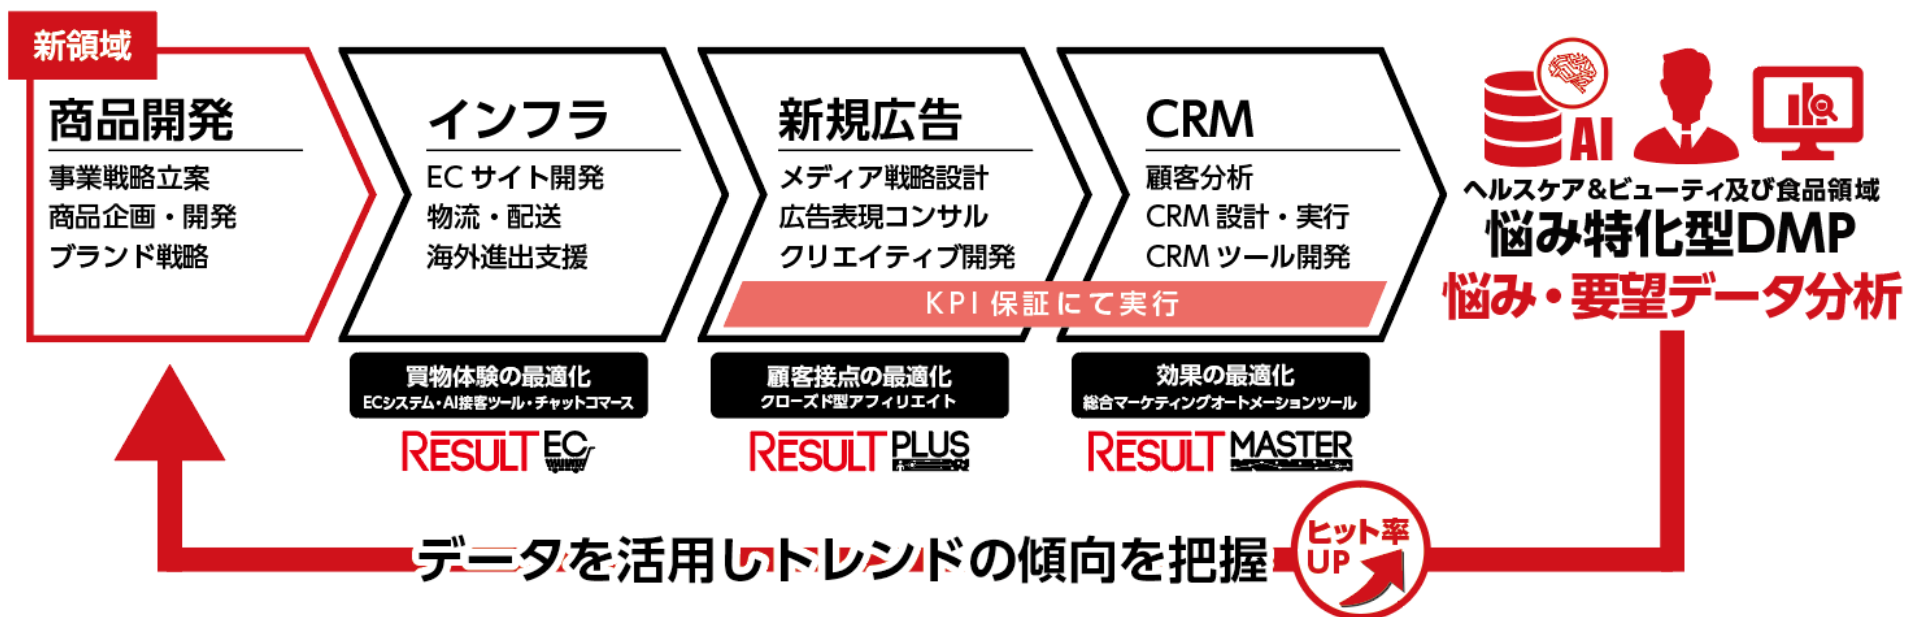 新領域
商品開発
事業戦略立案
商品企画・開発
ブランド戦略
インフラ
EC サイト開発
物流・配送
海外進出支援
新規広告
メディア戦略設計
広告表現コンサル
クリエイティブ開発
CRM
顧客分析
CRM 設計・実行
CRM ツール開発
KPI 保証にて実行
買物体験の最適化
ECシステム・AI接客ツール・チャットコマース
RESULT EC
顧客接点の最適化
クローズド型アフィリエイト
RESULT PLUS
効果の最適化
総合マーケティングオートメーションツール
RESULT MASTER
AI
ヘルスケア&ビューティ及び食品領域
悩み特化型DMP
悩み・要望データ分析
データを活用しトレンドの傾向を把握
ヒット率
UP